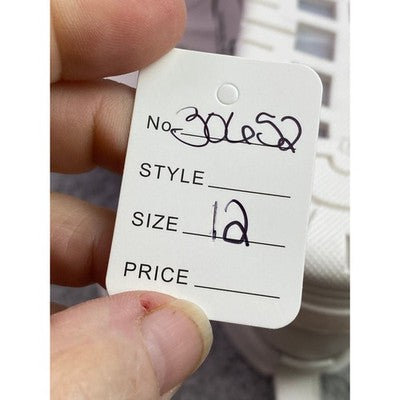 No. 30652
STYLE
SIZE 12
PRICE